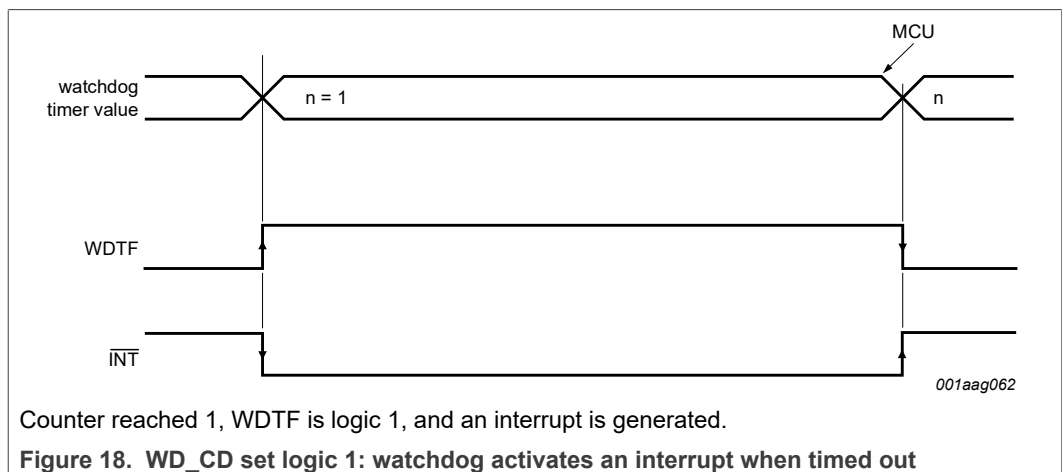 MCU
watchdog
timer value
n = 1
n
WDTF
INT
001aag062
Counter reached 1, WDTF is logic 1, and an interrupt is generated.
Figure 18. WD_CD set logic 1: watchdog activates an interrupt when timed out